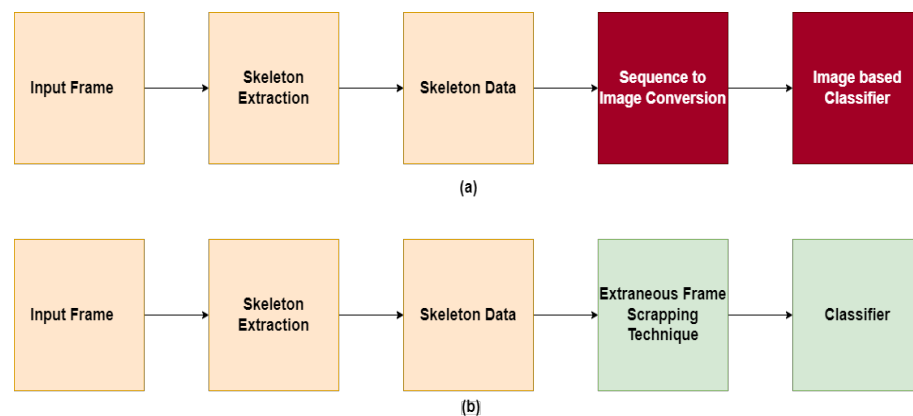 Input Frame
Skeleton
Extraction
Skeleton Data
Sequence to
Image Conversion
Image based
Classifier
(a)
Input Frame
Skeleton
Extraction
Skeleton Data
Extraneous Frame
Scrapping
Technique
Classifier
(b)